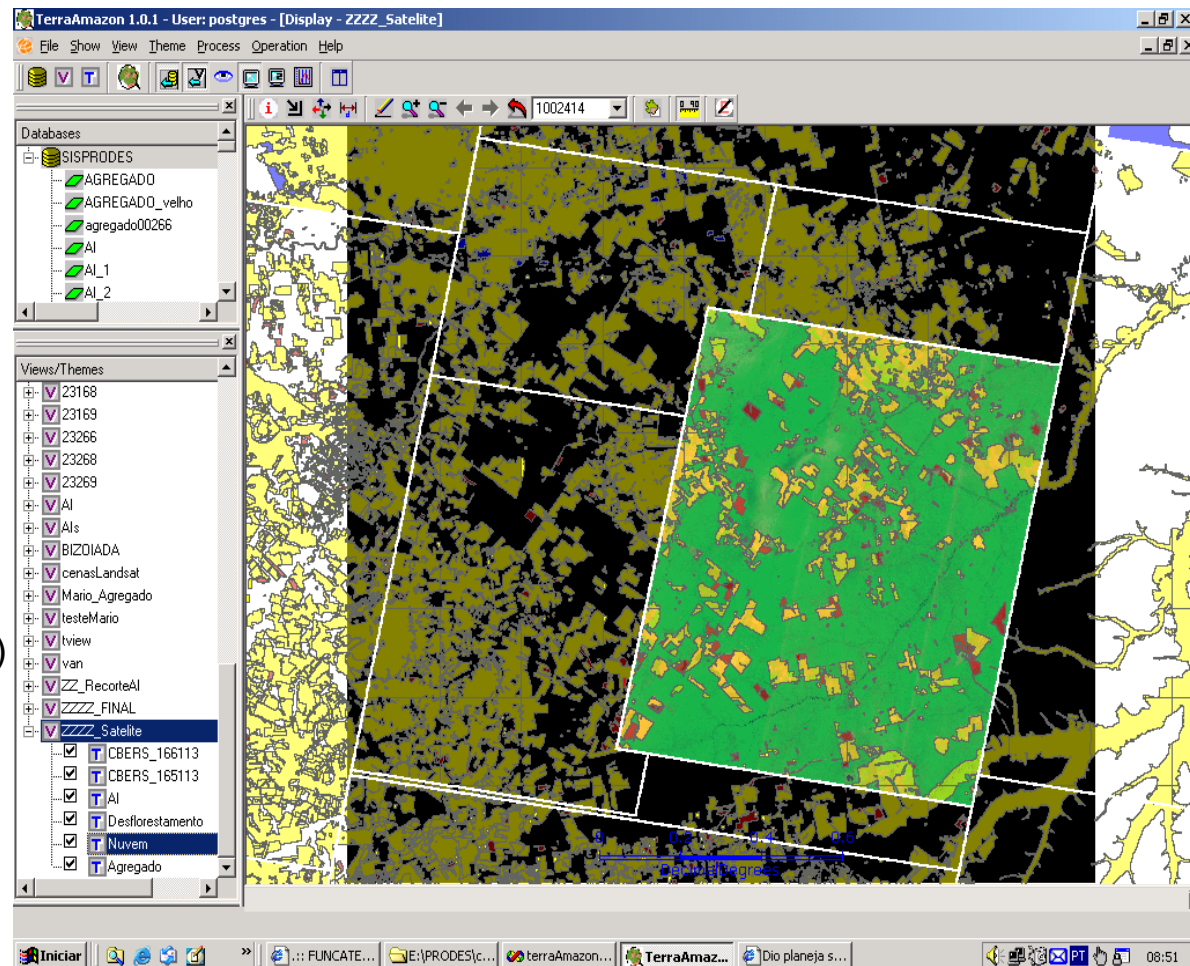 TerraAmazon 1.0.1 - User: postgres - [Display - ZZZZ_Satelite]
File Show View Theme Process Operation Help
1002414
Databases
SISPRODES
AGREGADO
AGREGADO_velho
agregado00266
AI
AI_1
AI_2
Views/Themes
23168
23169
23266
23268
23269
AI
AIs
BIZOIADA
cenasLandsat
Mario_Agregado
testeMario
tview
van
ZZ_RecorteAI
ZZZZ_FINAL
ZZZZ_Satelite
CBERS_166113
CBERS_165113
AI
Desflorestamento
Nuvem
Agregado
)
0 0.2 0.4 0.6
DecimalDegrees
Iniciar » .:: FUNCATE... E:\PRODES\c... terraAmazon... TerraAmaz... Dio planeja s... PT 08:51